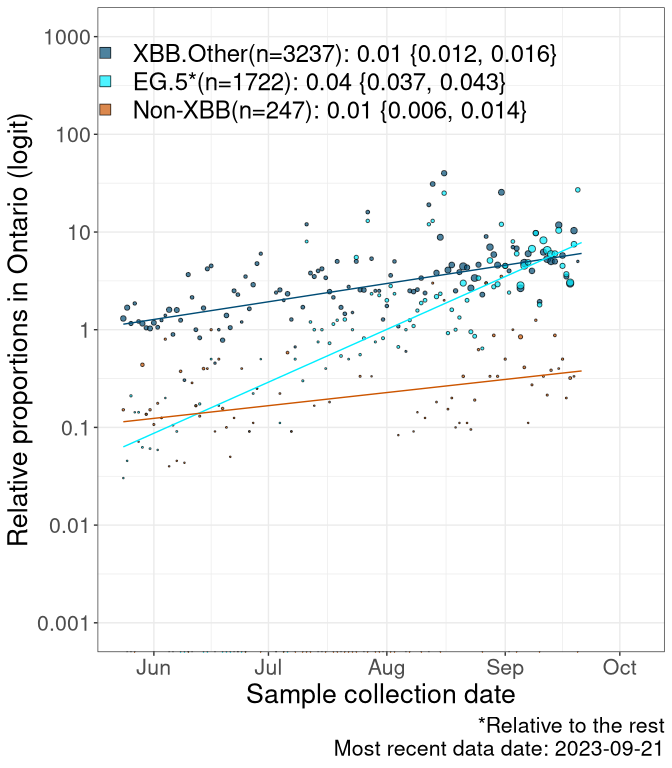 Relative proportions in Ontario (logit)
1000
100
10
1
0.1
0.01
0.001
XBB.Other(n=3237): 0.01 {0.012, 0.016}
EG.5*(n=1722): 0.04 {0.037, 0.043}
Non-XBB(n=247): 0.01 {0.006, 0.014}
Jun Jul Aug Sep Oct
Sample collection date
*Relative to the rest
Most recent data date: 2023-09-21